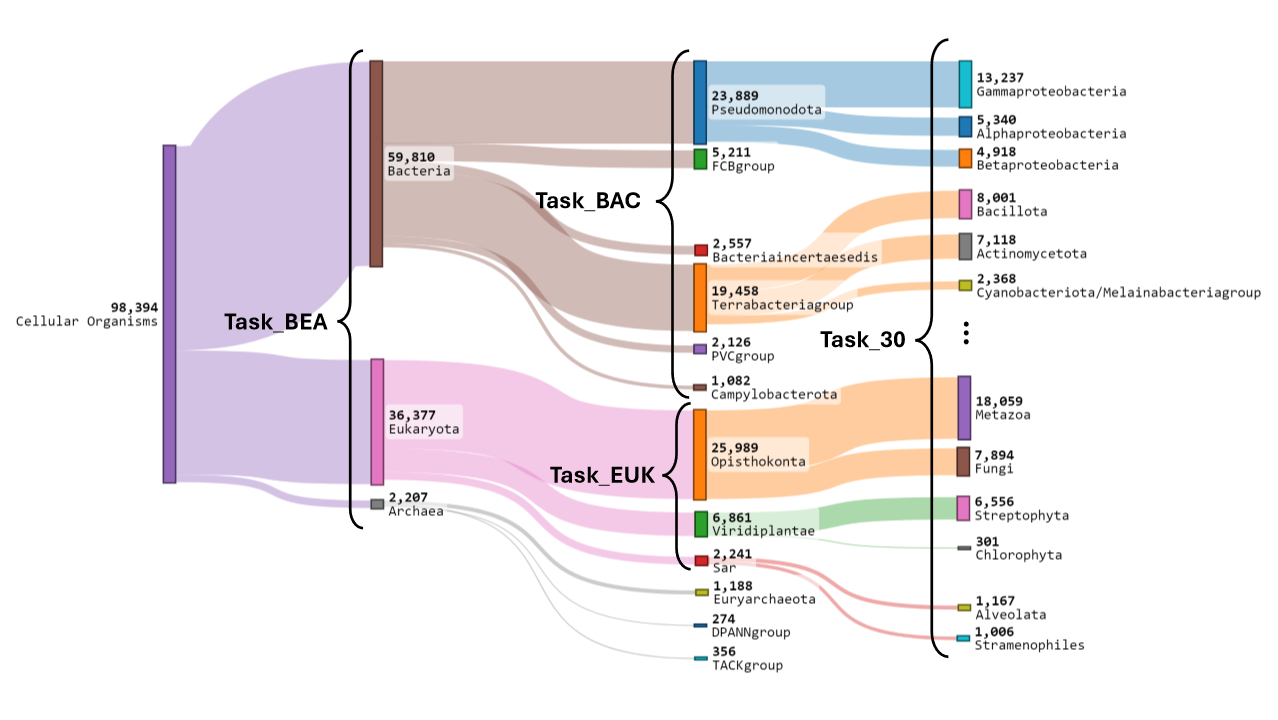 98,394
Cellular Organisms
Task_BEA
59,810
Bacteria
36,377
Eukaryota
2,207
Archaea
Task_BAC
23,889
Pseudomonodota
5,211
FCBgroup
2,557
Bacteriaincertaesedis
19,458
Terrabacteriagroup
2,126
PVCgroup
1,082
Campylobacterota
Task_EUK
25,989
Opisthokonta
6,861
Viridiplantae
2,241
Sar
1,188
Euryarchaeota
274
DPANNgroup
356
TACKgroup
Task_30
13,237
Gammaproteobacteria
5,340
Alphaproteobacteria
4,918
Betaproteobacteria
8,001
Bacillota
7,118
Actinomycetota
2,368
Cyanobacteriota/Melainabacteriagroup
18,059
Metazoa
7,894
Fungi
6,556
Streptophyta
301
Chlorophyta
1,167
Alveolata
1,006
Stramenophiles